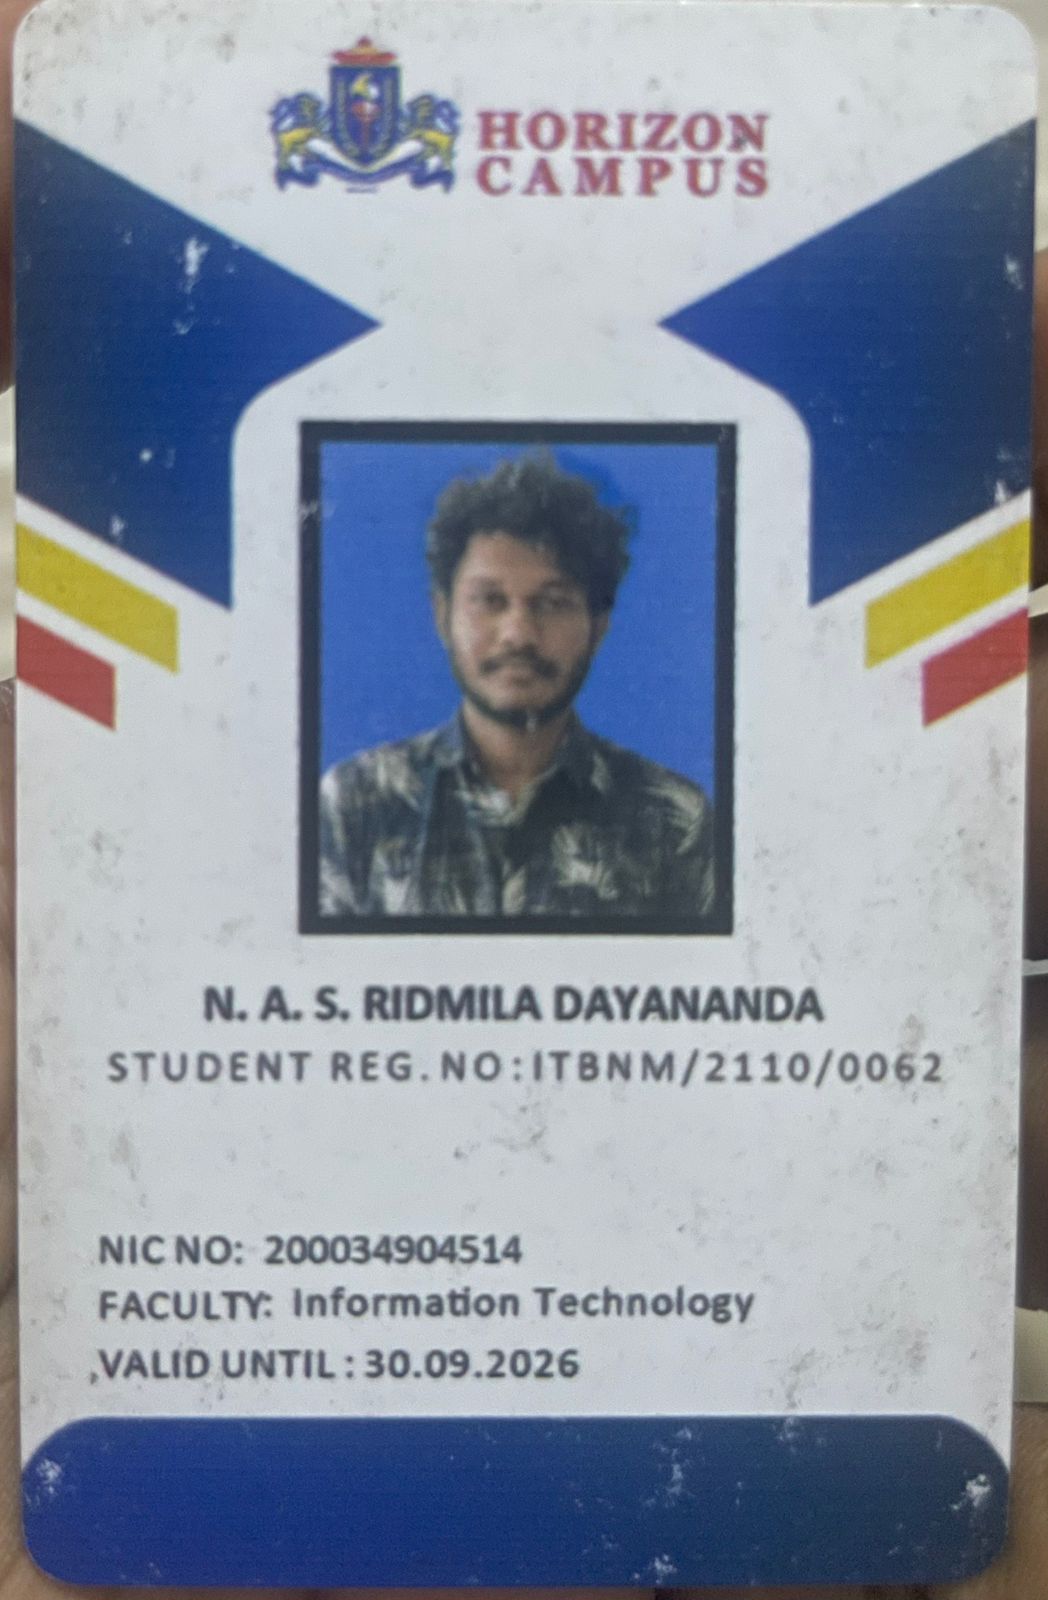 HORIZON
CAMPUS
N. A. S. RIDMILA DAYANANDA
STUDENT REG.NO:ITBNM/2110/0062
NIC NO: 200034904514
FACULTY: Information Technology
VALID UNTIL : 30.09.2026